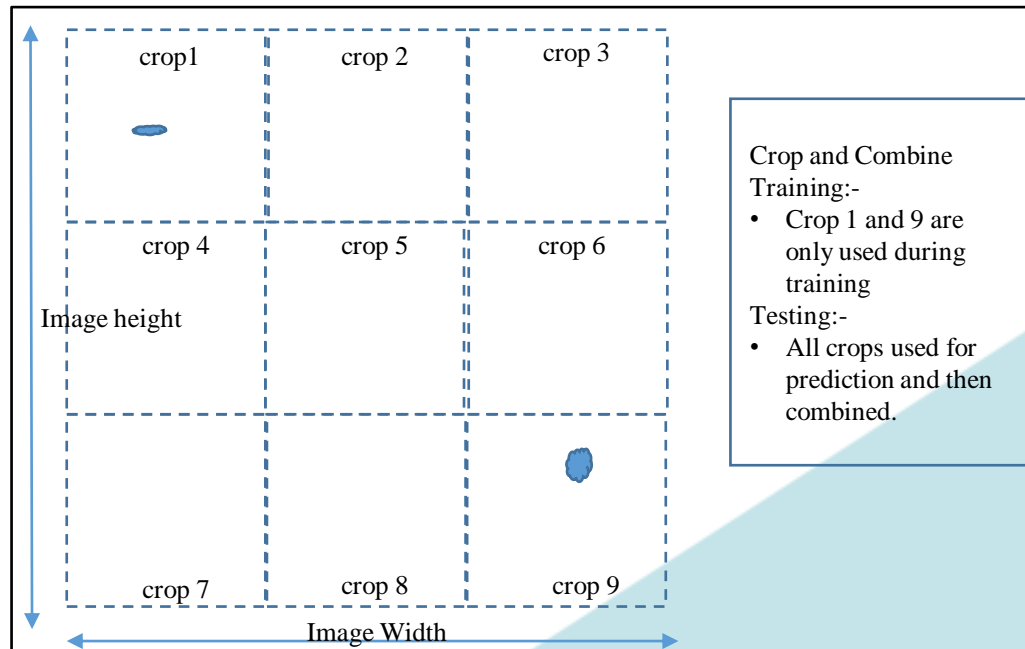 crop1
crop 2
crop 3
crop 4
crop 5
crop 6
Image height
crop 7
crop 8
crop 9
Image Width
Crop and Combine
Training:-
• Crop 1 and 9 are
only used during
training
Testing:-
• All crops used for
prediction and then
combined.